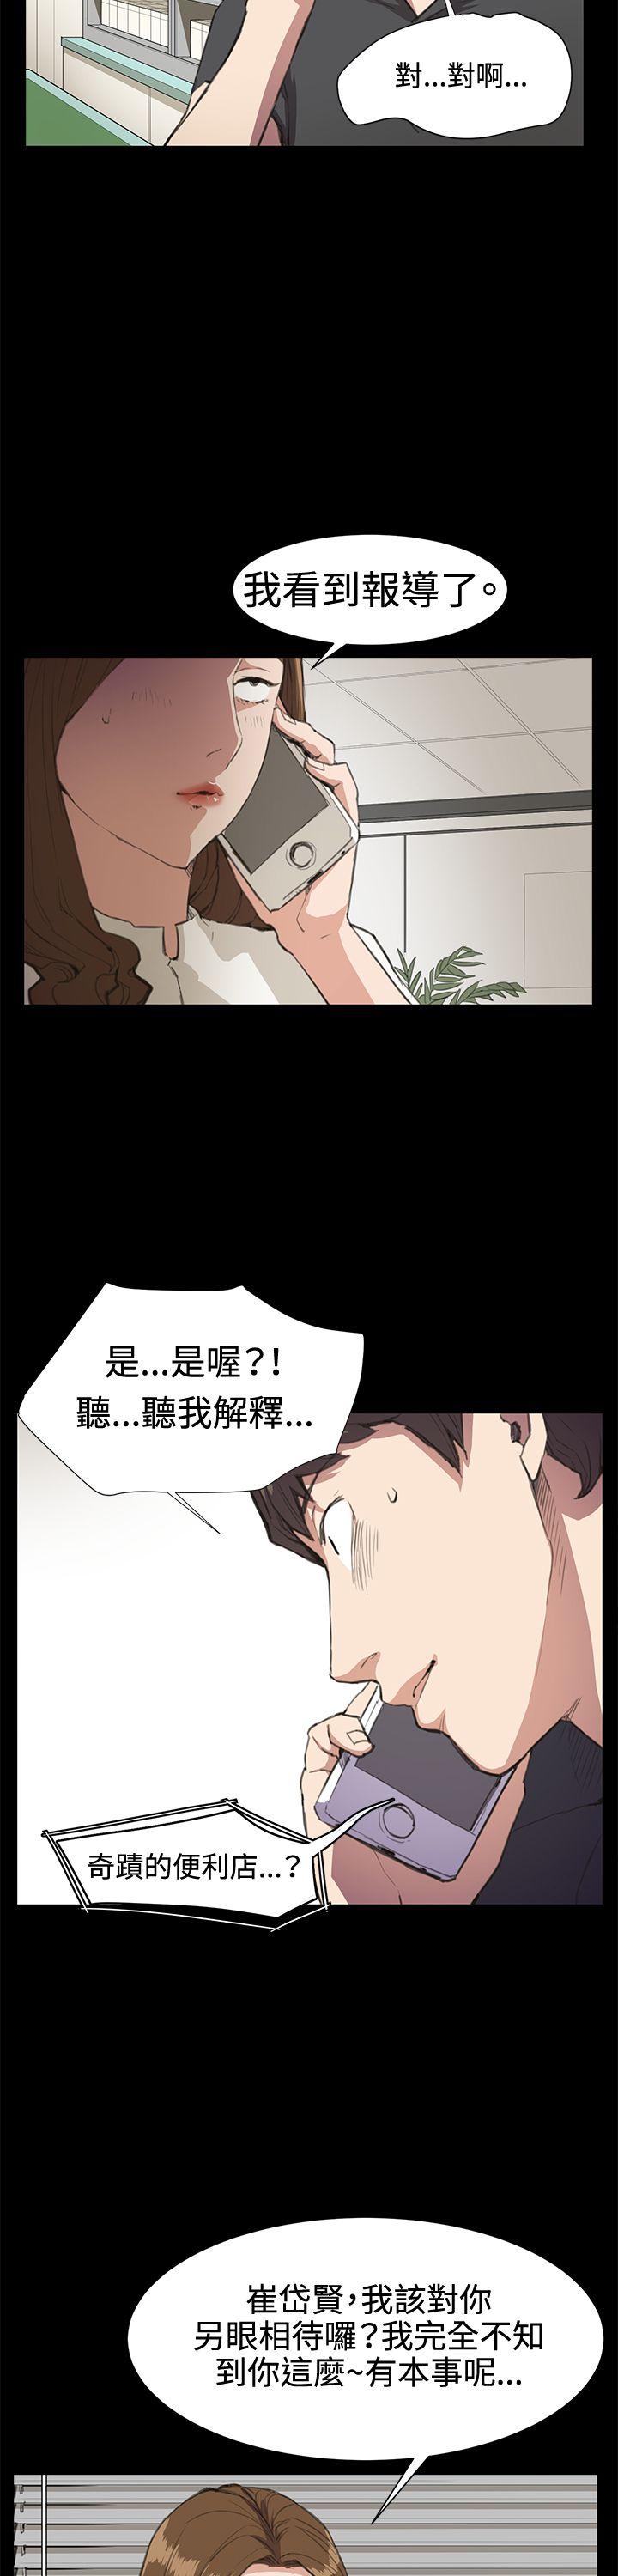 對...對啊...
我看到報導了。
是...是喔?!
聽...聽我解釋...
奇蹟的便利店...?
崔岱賢,我該對你
另眼相待囉?我完全不知
到你這麼~有本事呢...